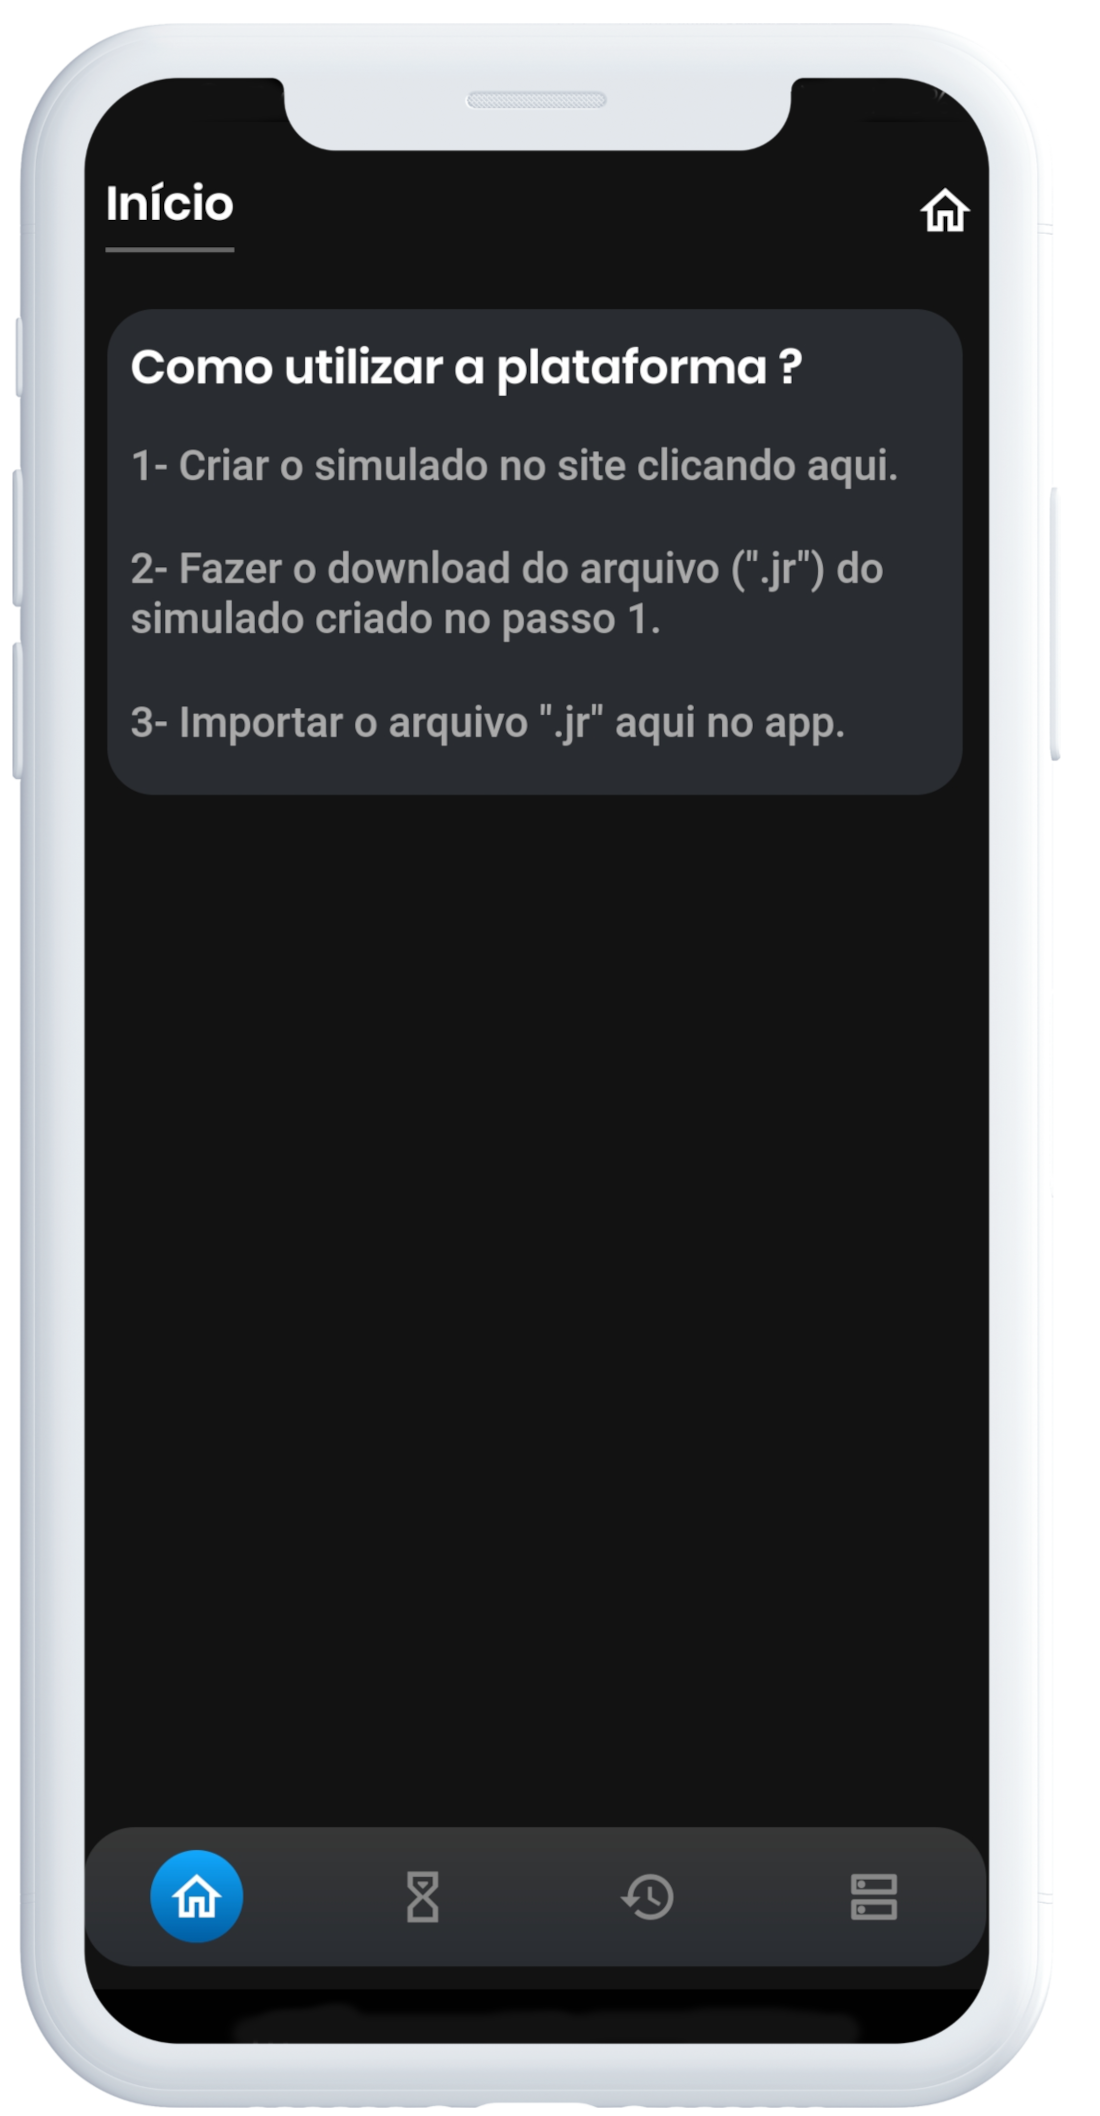 Início
Como utilizar a plataforma ?
1- Criar o simulado no site clicando aqui.
2- Fazer o download do arquivo (".jr") do
simulado criado no passo 1.
3- Importar o arquivo ".jr" aqui no app.